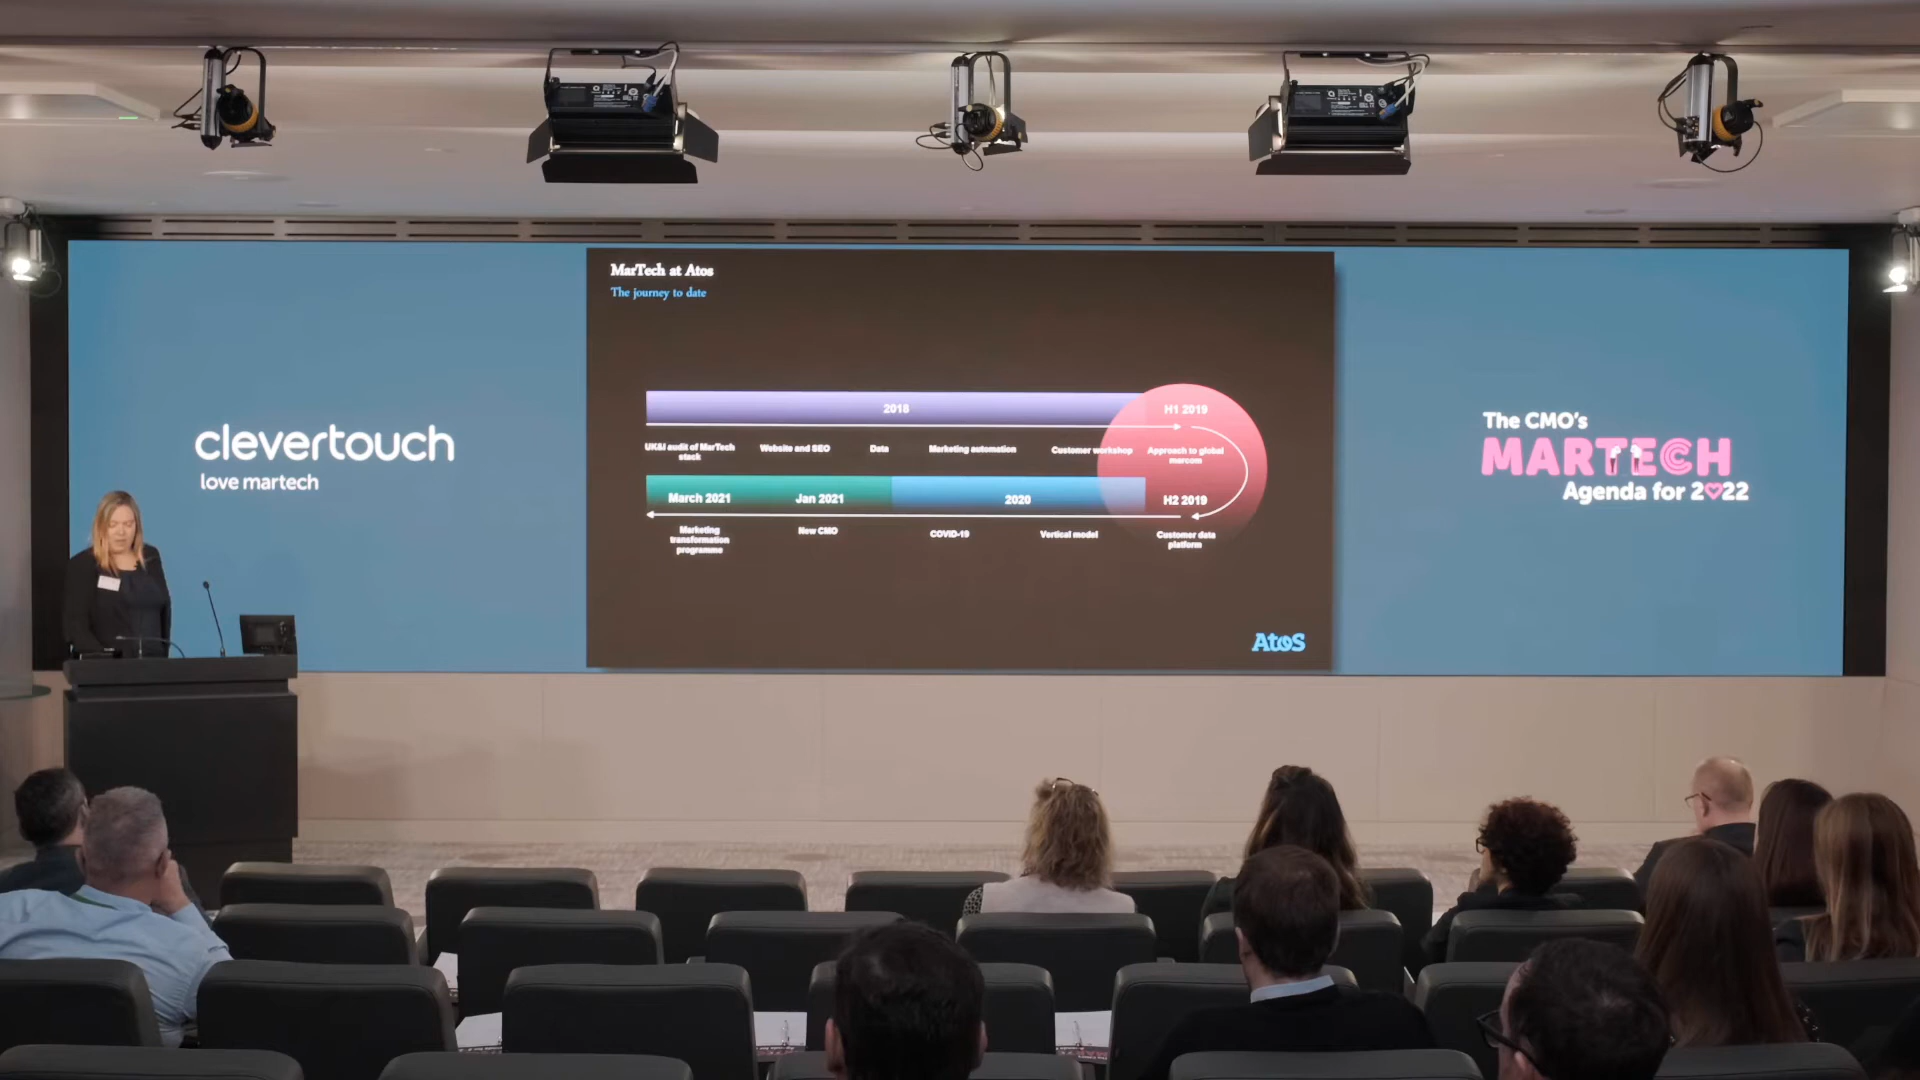 clevertouch
love martech
MarTech at Atos
The journey to date
2018
H1 2019
UK&I audit of MarTech
stack
Website and SEO
Data
Marketing automation
Customer workshop
Approach to global
marcom
March 2021
Jan 2021
2020
H2 2019
Marketing
transformation
programme
New CMO
COVID-19
Vertical model
Customer data
platform
Atos
The CMO's
MARTECH
Agenda for 2022